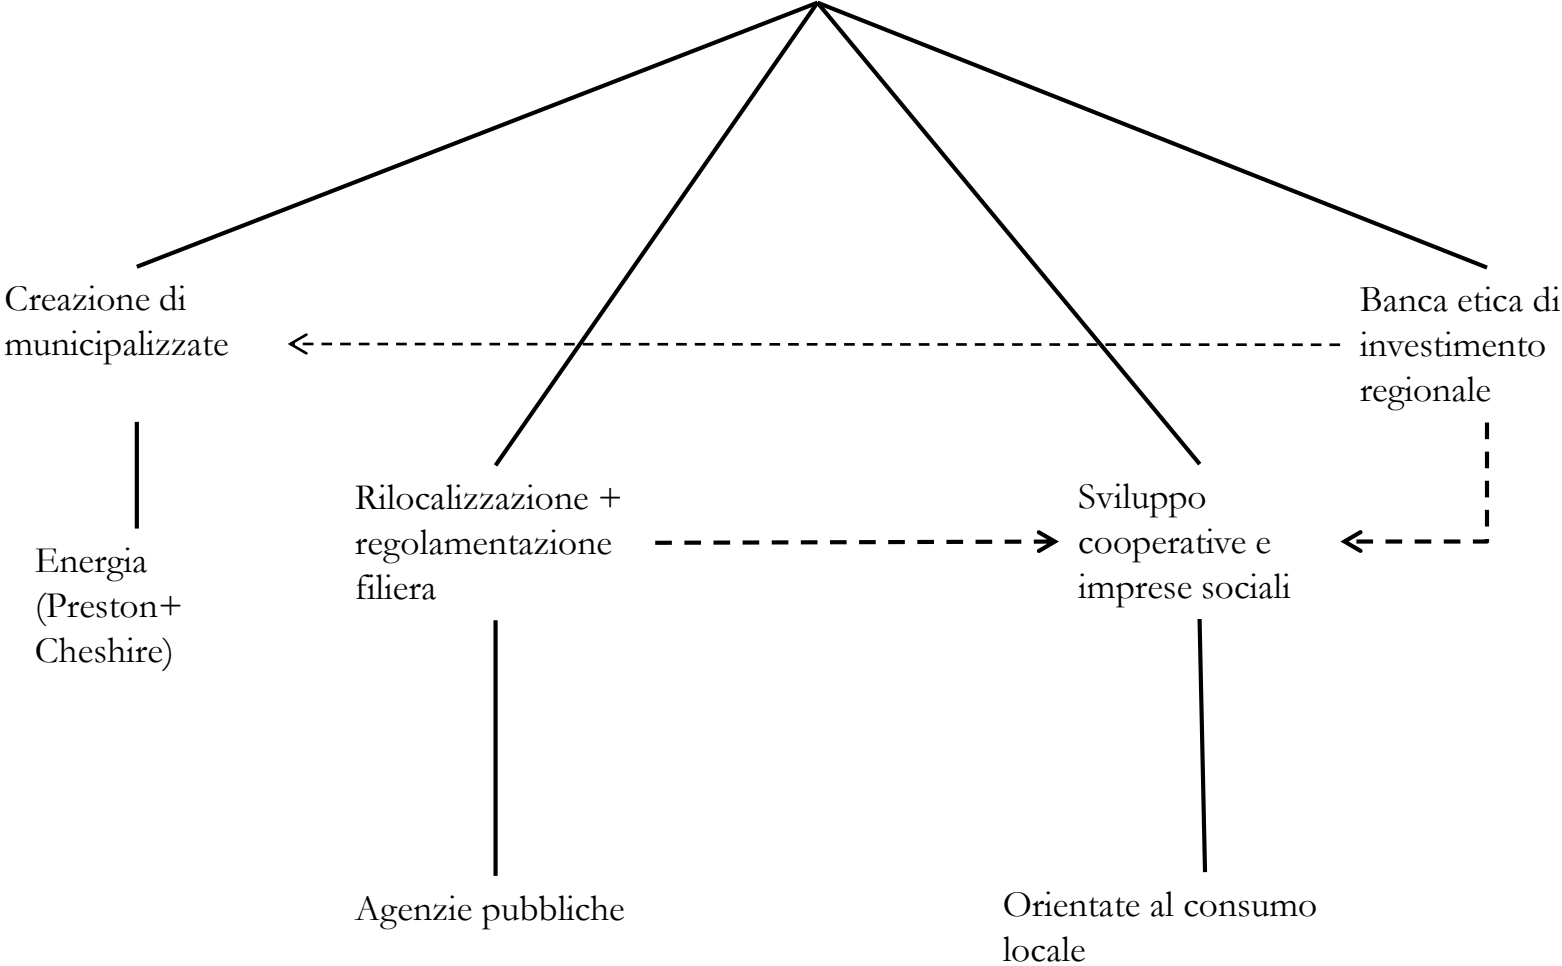 Creazione di
municipalizzate
Banca etica di
investimento
regionale
Rilocalizzazione +
regolamentazione
filiera
Sviluppo
cooperative e
imprese sociali
Energia
(Preston+
Cheshire)
Agenzie pubbliche
Orientate al consumo
locale